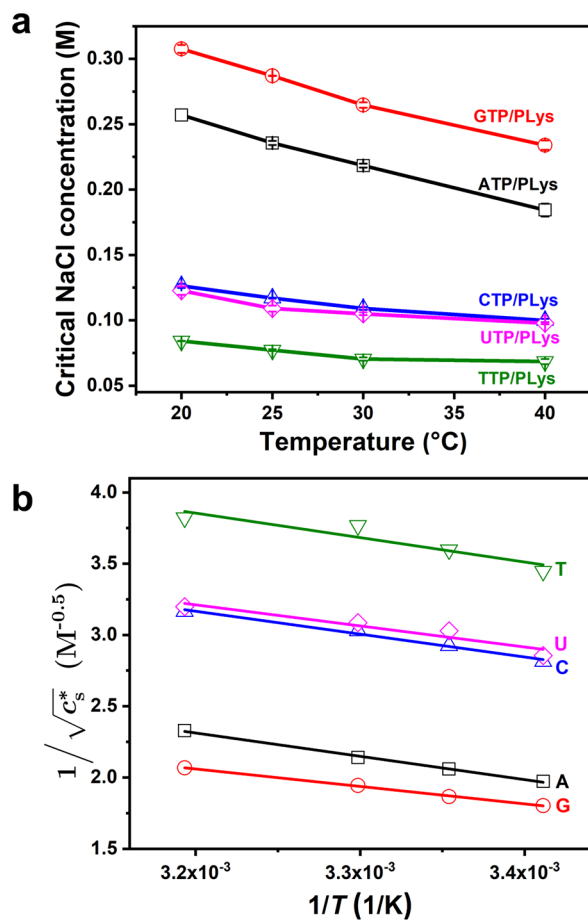 a
Critical NaCl concentration (M)
0.30
0.25
0.20
0.15
0.10
0.05
GTP/PLys
ATP/PLys
CTP/PLys
UTP/PLys
TTP/PLys
20 25 30 35 40
Temperature (°C)
b
1/√c*ₛ (M⁻⁰·⁵)
4.0
3.5
3.0
2.5
2.0
1.5
T
U
C
A
G
3.2x10⁻³ 3.3x10⁻³ 3.4x10⁻³
1/T (1/K)